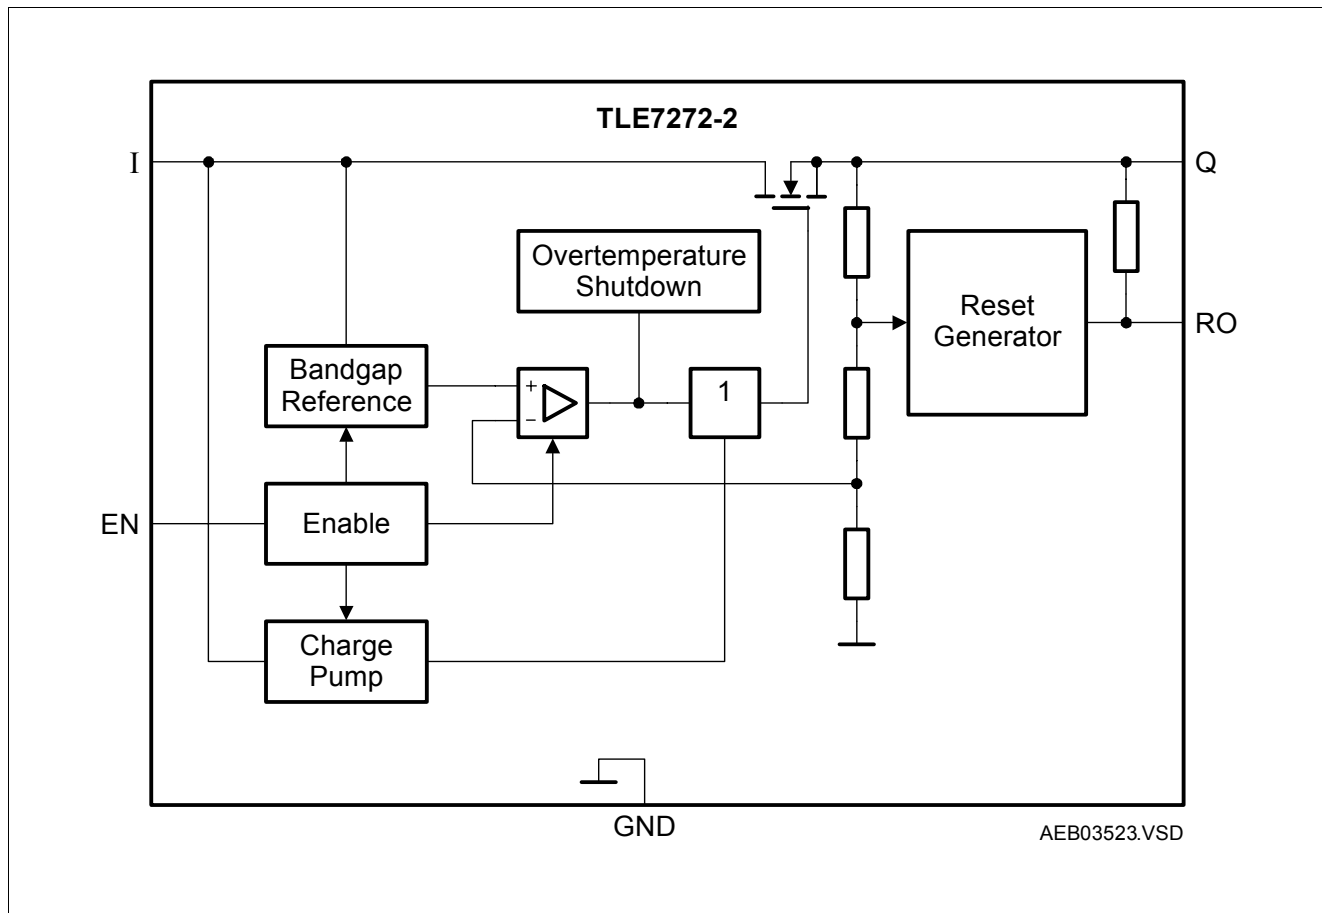 TLE7272-2
I
Q
Overtemperature
Shutdown
Reset
Generator
RO
Bandgap
Reference
+
−
1
EN
Enable
Charge
Pump
GND
AEB03523.VSD